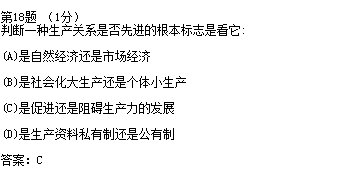 第18题 （1分）
判断一种生产关系是否先进的根本标志是看它:
(A)是自然经济还是市场经济
(B)是社会化大生产还是个体小生产
(C)是促进还是阻碍生产力的发展
(D)是生产资料私有制还是公有制
答案：C